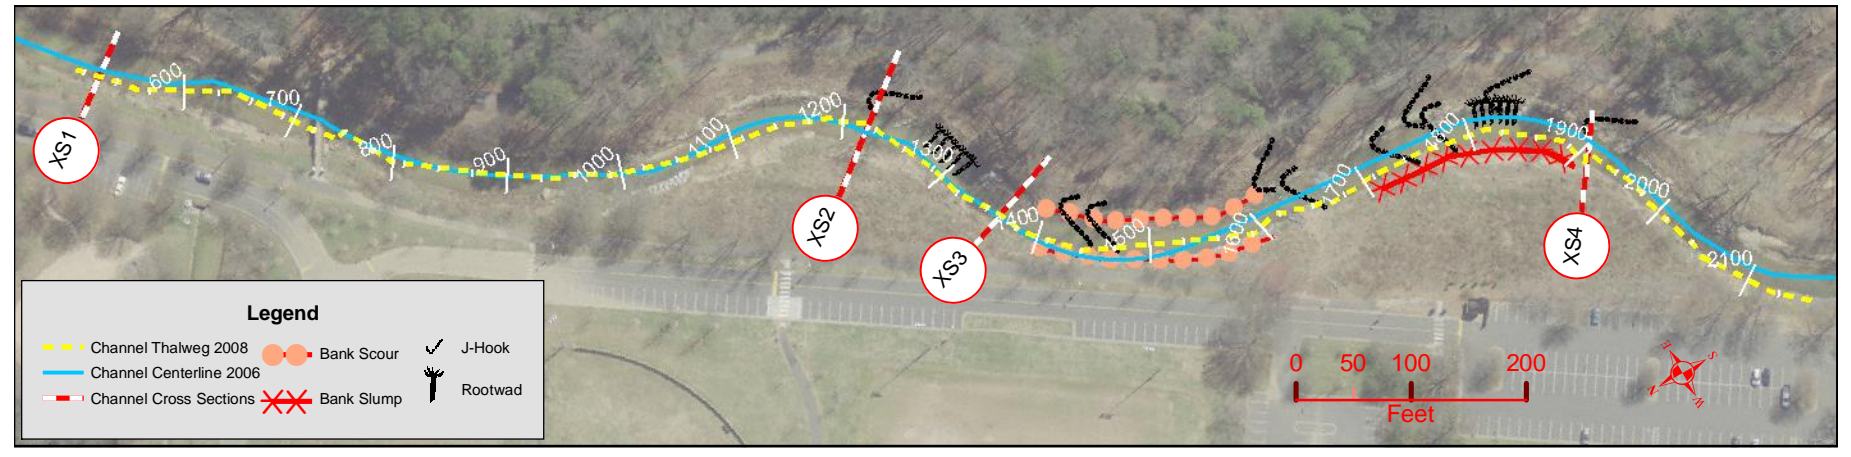 600
700
800
900
1000
1100
1200
1300
400
1500
1600
1700
1900
2000
2100
XS1
XS2
XS3
XS4
Legend
Channel Thalweg 2008
Channel Centerline 2006
Channel Cross Sections
Bank Scour
Bank Slump
J-Hook
Rootwad
0 50 100 200
Feet
E S
N W